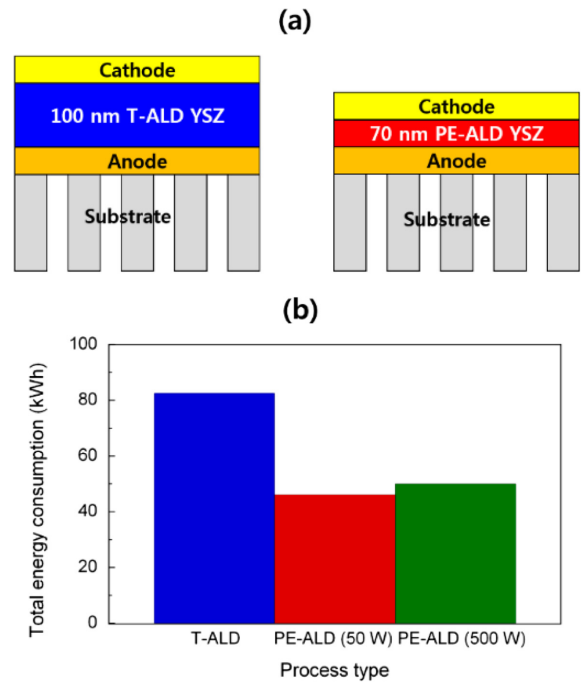 (a)
Cathode
100 nm T-ALD YSZ
Anode
Substrate
Cathode
70 nm PE-ALD YSZ
Anode
Substrate
(b)
Total energy consumption (kWh)
100
80
60
40
20
0
T-ALD PE-ALD (50 W) PE-ALD (500 W)
Process type